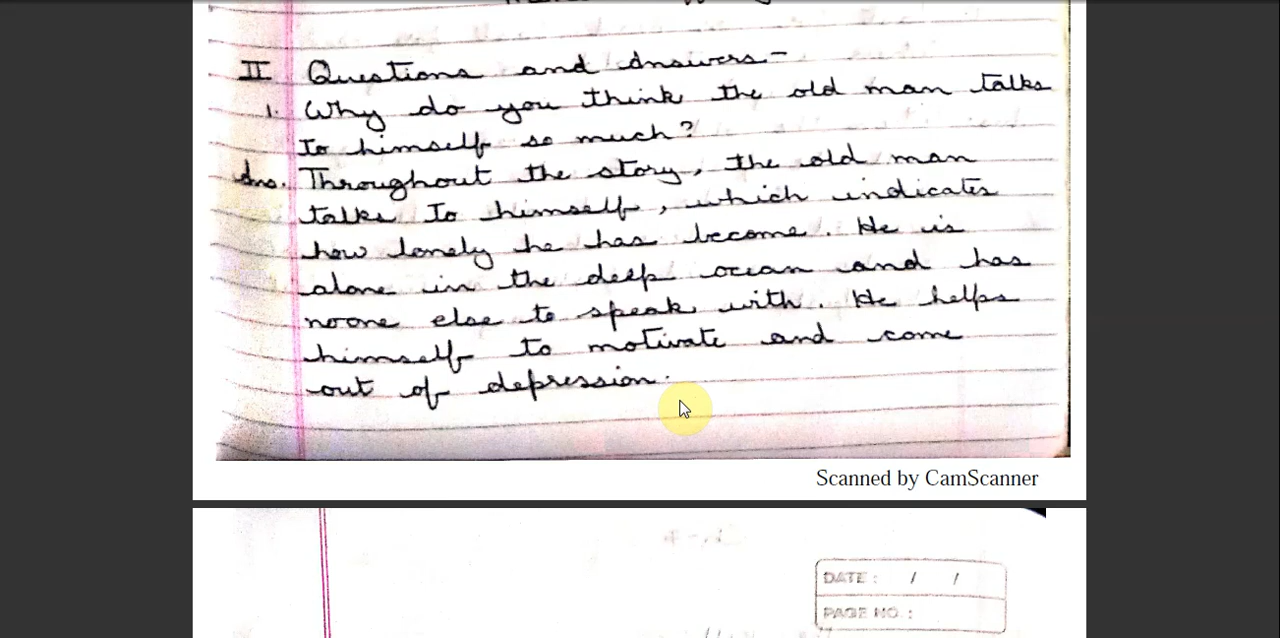 II Questions and Answers-
1. Why do you think the old man talks
to himself so much?
Ans. Throughout the story, the old man
talks to himself, which indicates
how lonely he has become. He is
alone in the deep ocean and has
noone else to speak with. He helps
himself to motivate and come
out of depression.
Scanned by CamScanner
DATE : / /
PAGE NO :